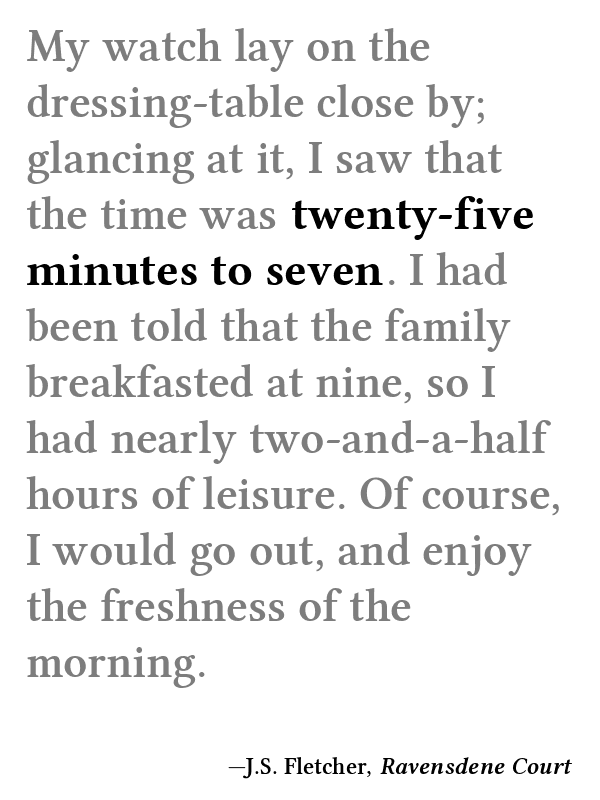 My watch lay on the
dressing-table close by;
glancing at it, I saw that
the time was twenty-five
minutes to seven. I had
been told that the family
breakfasted at nine, so I
had nearly two-and-a-half
hours of leisure. Of course,
I would go out, and enjoy
the freshness of the
morning.
—J.S. Fletcher, Ravensdene Court